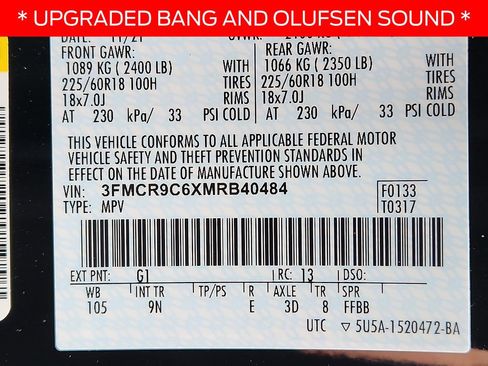 * UPGRADED BANG AND OLUFSEN SOUND *
DATE: 11/21
FRONT GAWR: REAR GAWR:
1089 KG ( 2400 LB) WITH 1066 KG ( 2350 LB) WITH
225/60R18 100H TIRES 225/60R18 100H TIRES
18x7.0J RIMS 18x7.0J RIMS
AT 230 kPa/ 33 PSI COLD AT 230 kPa/ 33 PSI COLD
THIS VEHICLE CONFORMS TO ALL APPLICABLE FEDERAL MOTOR
VEHICLE SAFETY AND THEFT PREVENTION STANDARDS IN
EFFECT ON THE DATE OF MANUFACTURE SHOWN ABOVE.
VIN: 3FMCR9C6XMRB40484 F0133
TYPE: MPV T0317
EXT PNT: G1 RC: 13 DSO:
WB INT TR TP/PS R AXLE TR SPR
105 9N E 3D 8 FFBB
UTC ▽5U5A-1520472-BA